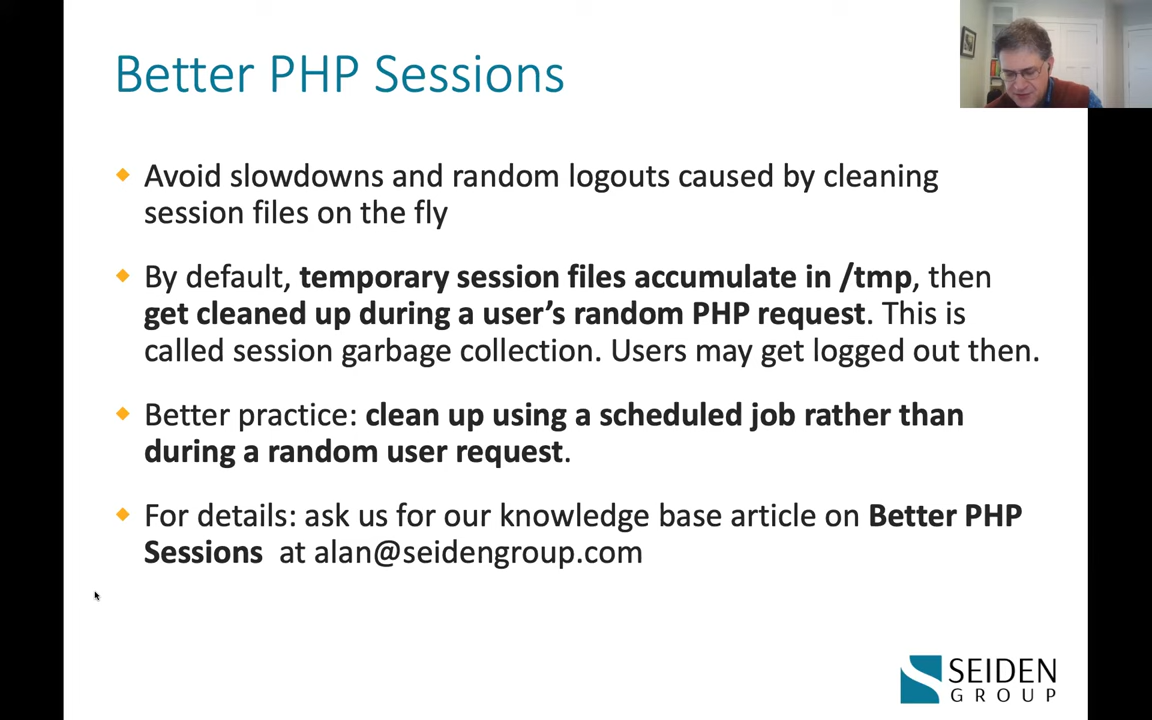 Better PHP Sessions
Avoid slowdowns and random logouts caused by cleaning
session files on the fly
By default, temporary session files accumulate in /tmp, then
get cleaned up during a user’s random PHP request. This is
called session garbage collection. Users may get logged out then.
Better practice: clean up using a scheduled job rather than
during a random user request.
For details: ask us for our knowledge base article on Better PHP
Sessions at alan@seidengroup.com
SEIDEN
GROUP